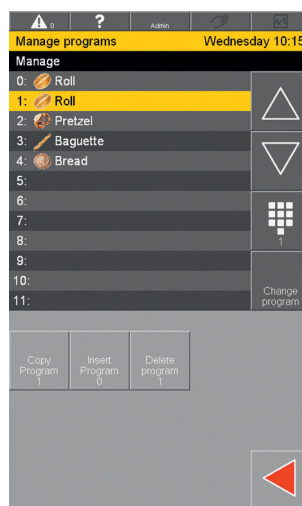 0 ? Admin
Manage programs Wednesday 10:15
Manage
0: Roll
1: Roll
2: Pretzel
3: Baguette
4: Bread
5:
6:
7:
8:
1
9:
10:
11:
Change
program
Copy
Program
1
Insert
Program
0
Delete
program
1